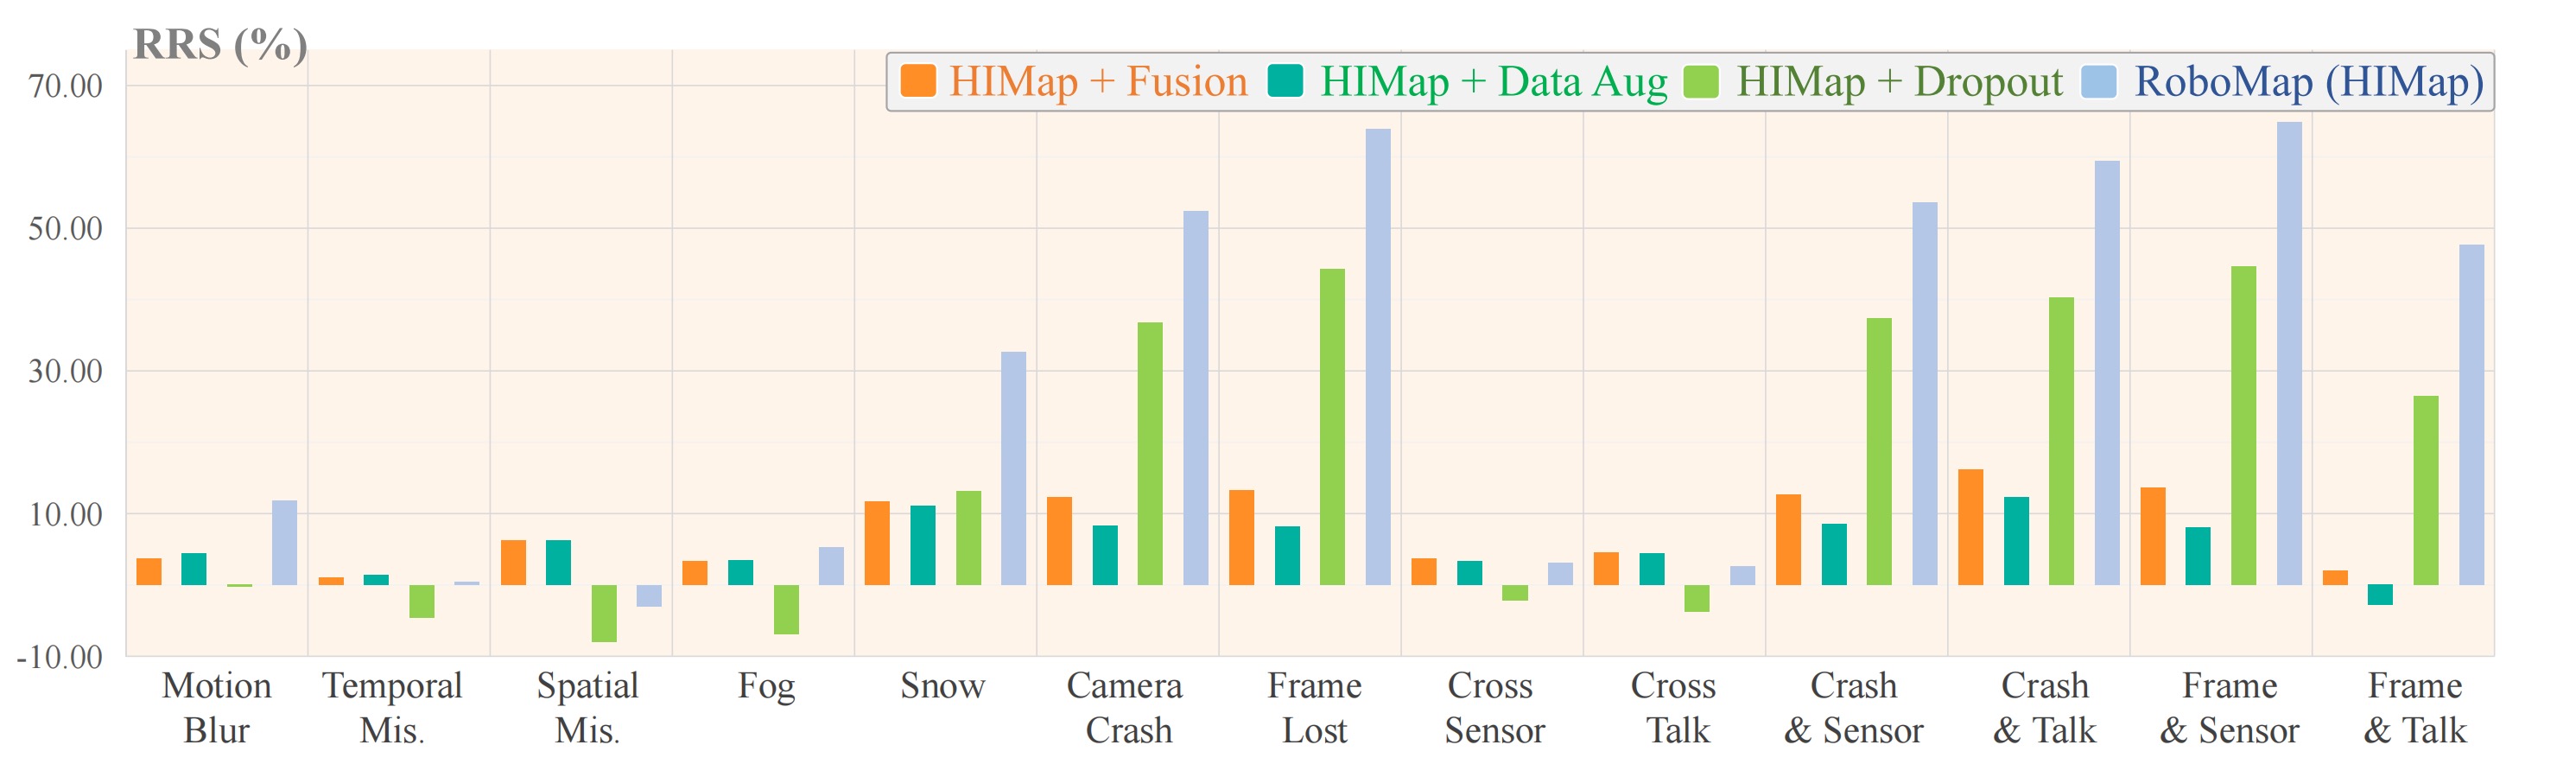 RRS (%)
HIMap + Fusion HIMap + Data Aug HIMap + Dropout RoboMap (HIMap)
70.00
50.00
30.00
10.00
-10.00
Motion Blur
Temporal Mis.
Spatial Mis.
Fog
Snow
Camera Crash
Frame Lost
Cross Sensor
Cross Talk
Crash & Sensor
Crash & Talk
Frame & Sensor
Frame & Talk